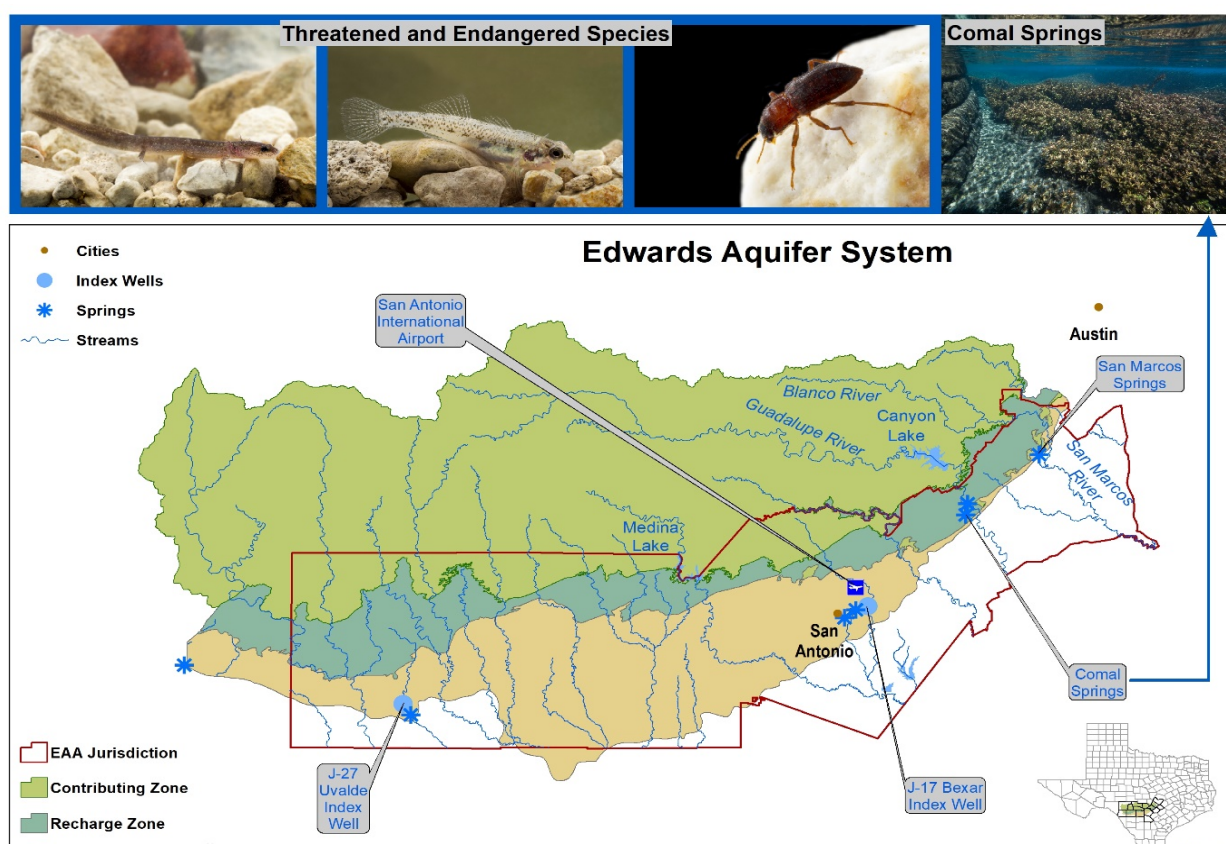 Threatened and Endangered Species
Comal Springs
Edwards Aquifer System
Cities
Index Wells
Springs
Streams
San Antonio
International
Airport
Austin
San Marcos
Springs
Blanco River
Guadalupe River
Canyon
Lake
San Marcos
River
Medina
Lake
San
Antonio
Comal
Springs
EAA Jurisdiction
Contributing Zone
Recharge Zone
J-27
Uvalde
Index
Well
J-17 Bexar
Index Well